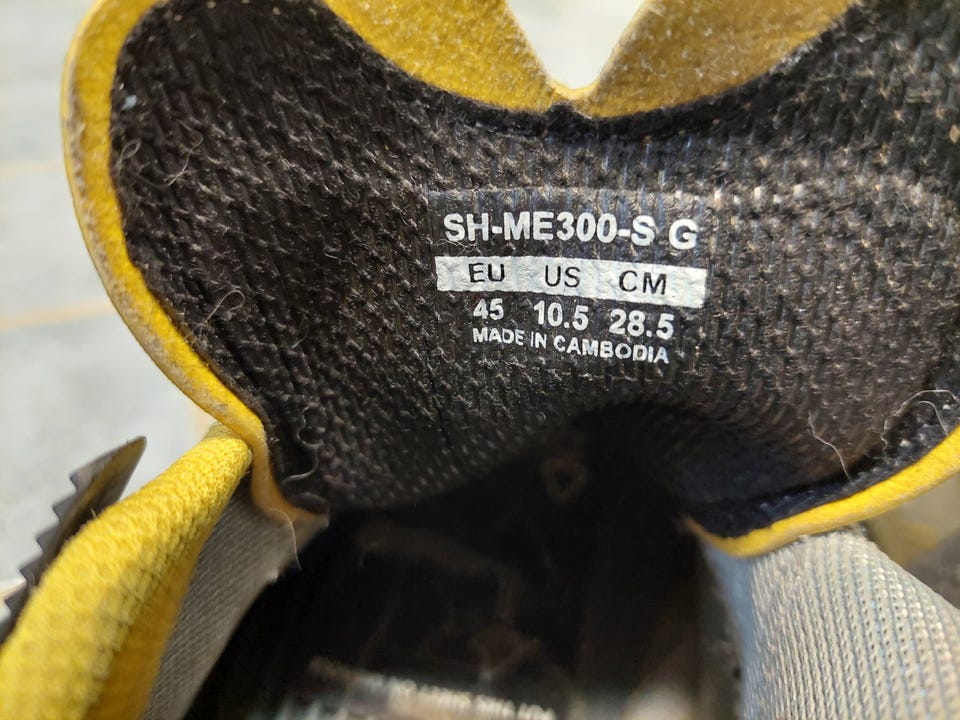 SH-ME300-S G
EU US CM
45 10.5 28.5
MADE IN CAMBODIA